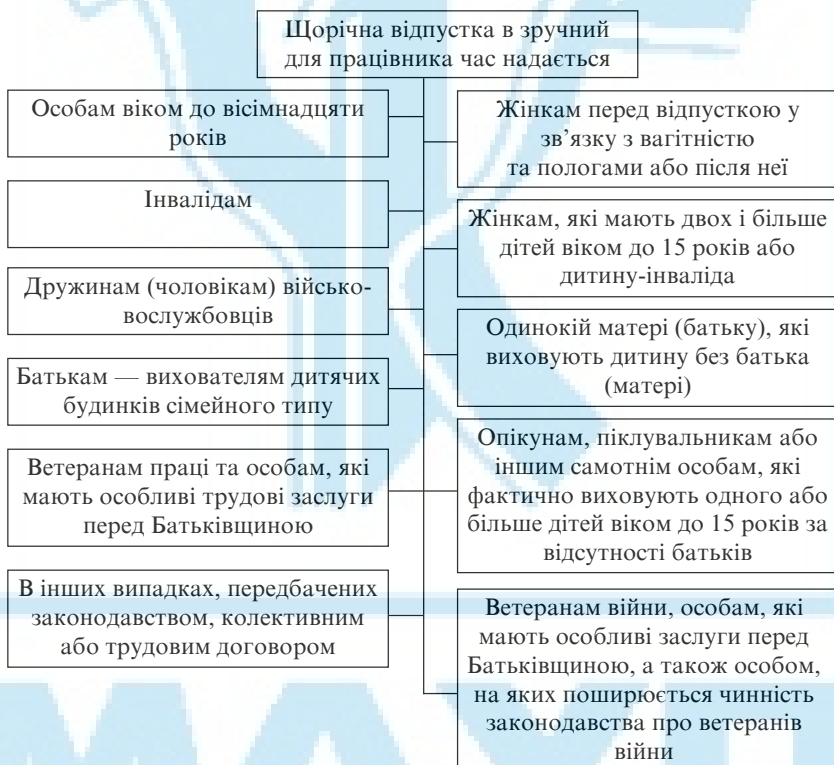 Щорічна відпустка в зручний
для працівника час надається
Особам віком до вісімнадцяти
років
Інвалідам
Дружинам (чоловікам) військо-
вослужбовців
Батькам — вихователям дитячих
будинків сімейного типу
Ветеранам праці та особам, які
мають особливі трудові заслуги
перед Батьківщиною
В інших випадках, передбачених
законодавством, колективним
або трудовим договором
Жінкам перед відпусткою у
зв’язку з вагітністю
та пологами або після неї
Жінкам, які мають двох і більше
дітей віком до 15 років або
дитину-інваліда
Одинокій матері (батьку), які
виховують дитину без батька
(матері)
Опікунам, піклувальникам або
іншим самотнім особам, які
фактично виховують одного або
більше дітей віком до 15 років за
відсутності батьків
Ветеранам війни, особам, які
мають особливі заслуги перед
Батьківщиною, а також особом,
на яких поширюється чинність
законодавства про ветеранів
війни